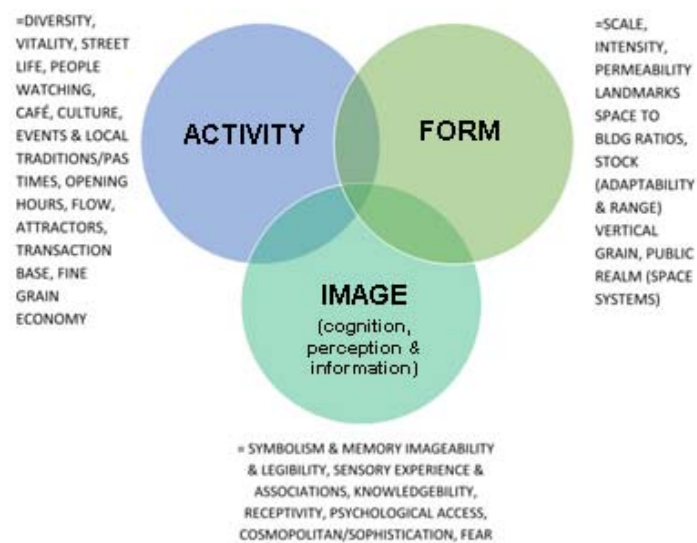 =DIVERSITY,
VITALITY, STREET
LIFE, PEOPLE
WATCHING,
CAFÉ, CULTURE,
EVENTS & LOCAL
TRADITIONS/PAS
TIMES, OPENING
HOURS, FLOW,
ATTRACTORS,
TRANSACTION
BASE, FINE
GRAIN
ECONOMY
ACTIVITY
FORM
=SCALE,
INTENSITY,
PERMEABILITY
LANDMARKS
SPACE TO
BLDG RATIOS,
STOCK
(ADAPTABILITY
& RANGE)
VERTICAL
GRAIN, PUBLIC
REALM (SPACE
SYSTEMS)
IMAGE
(cognition,
perception &
information)
= SYMBOLISM & MEMORY IMAGEABILITY
& LEGIBILITY, SENSORY EXPERIENCE &
ASSOCIATIONS, KNOWLEDGEBILITY,
RECEPTIVITY, PSYCHOLOGICAL ACCESS,
COSMOPOLITAN/SOPHISTICATION, FEAR